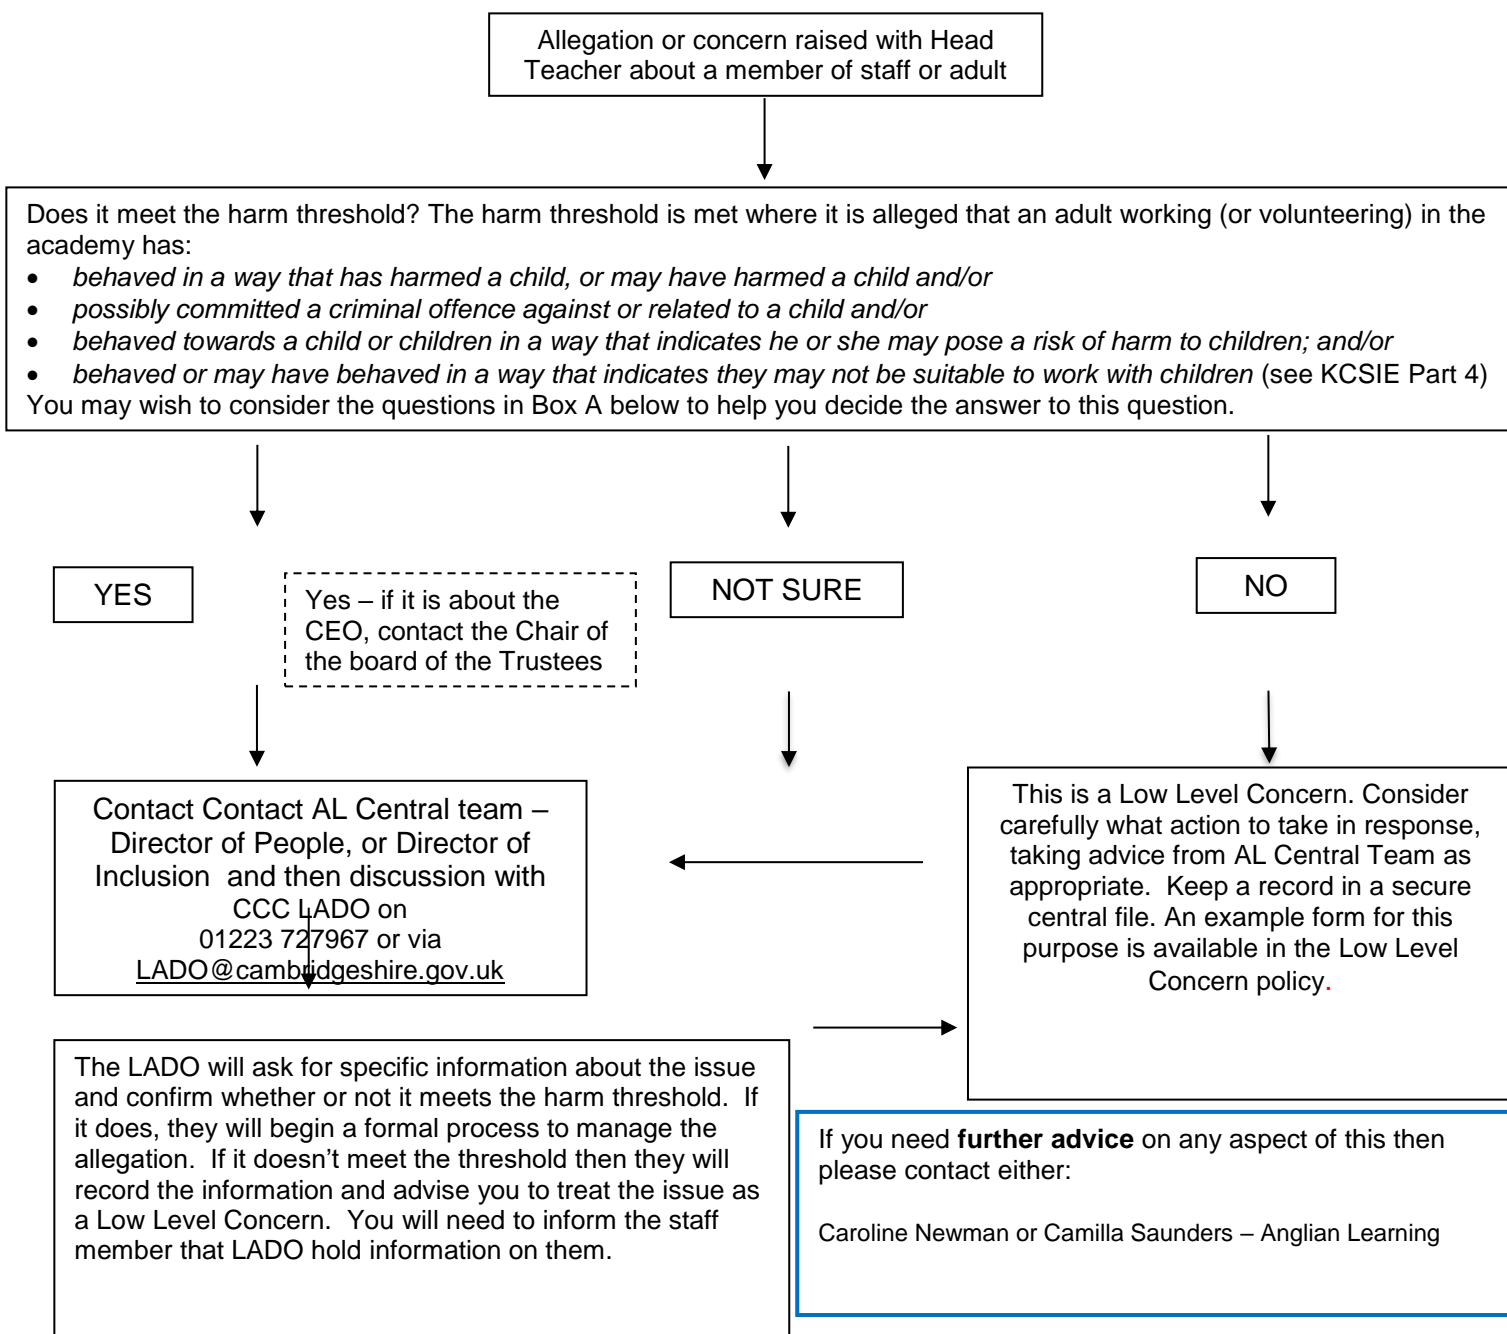 Allegation or concern raised with Head
Teacher about a member of staff or adult
Does it meet the harm threshold? The harm threshold is met where it is alleged that an adult working (or volunteering) in the
academy has:
• behaved in a way that has harmed a child, or may have harmed a child and/or
• possibly committed a criminal offence against or related to a child and/or
• behaved towards a child or children in a way that indicates he or she may pose a risk of harm to children; and/or
• behaved or may have behaved in a way that indicates they may not be suitable to work with children (see KCSIE Part 4)
You may wish to consider the questions in Box A below to help you decide the answer to this question.
YES
Yes – if it is about the
CEO, contact the Chair of
the board of the Trustees
NOT SURE
NO
Contact Contact AL Central team –
Director of People, or Director of
Inclusion and then discussion with
CCC LADO on
01223 727967 or via
LADO@cambridgeshire.gov.uk
This is a Low Level Concern. Consider
carefully what action to take in response,
taking advice from AL Central Team as
appropriate. Keep a record in a secure
central file. An example form for this
purpose is available in the Low Level
Concern policy.
The LADO will ask for specific information about the issue
and confirm whether or not it meets the harm threshold. If
it does, they will begin a formal process to manage the
allegation. If it doesn’t meet the threshold then they will
record the information and advise you to treat the issue as
a Low Level Concern. You will need to inform the staff
member that LADO hold information on them.
If you need further advice on any aspect of this then
please contact either:
Caroline Newman or Camilla Saunders – Anglian Learning